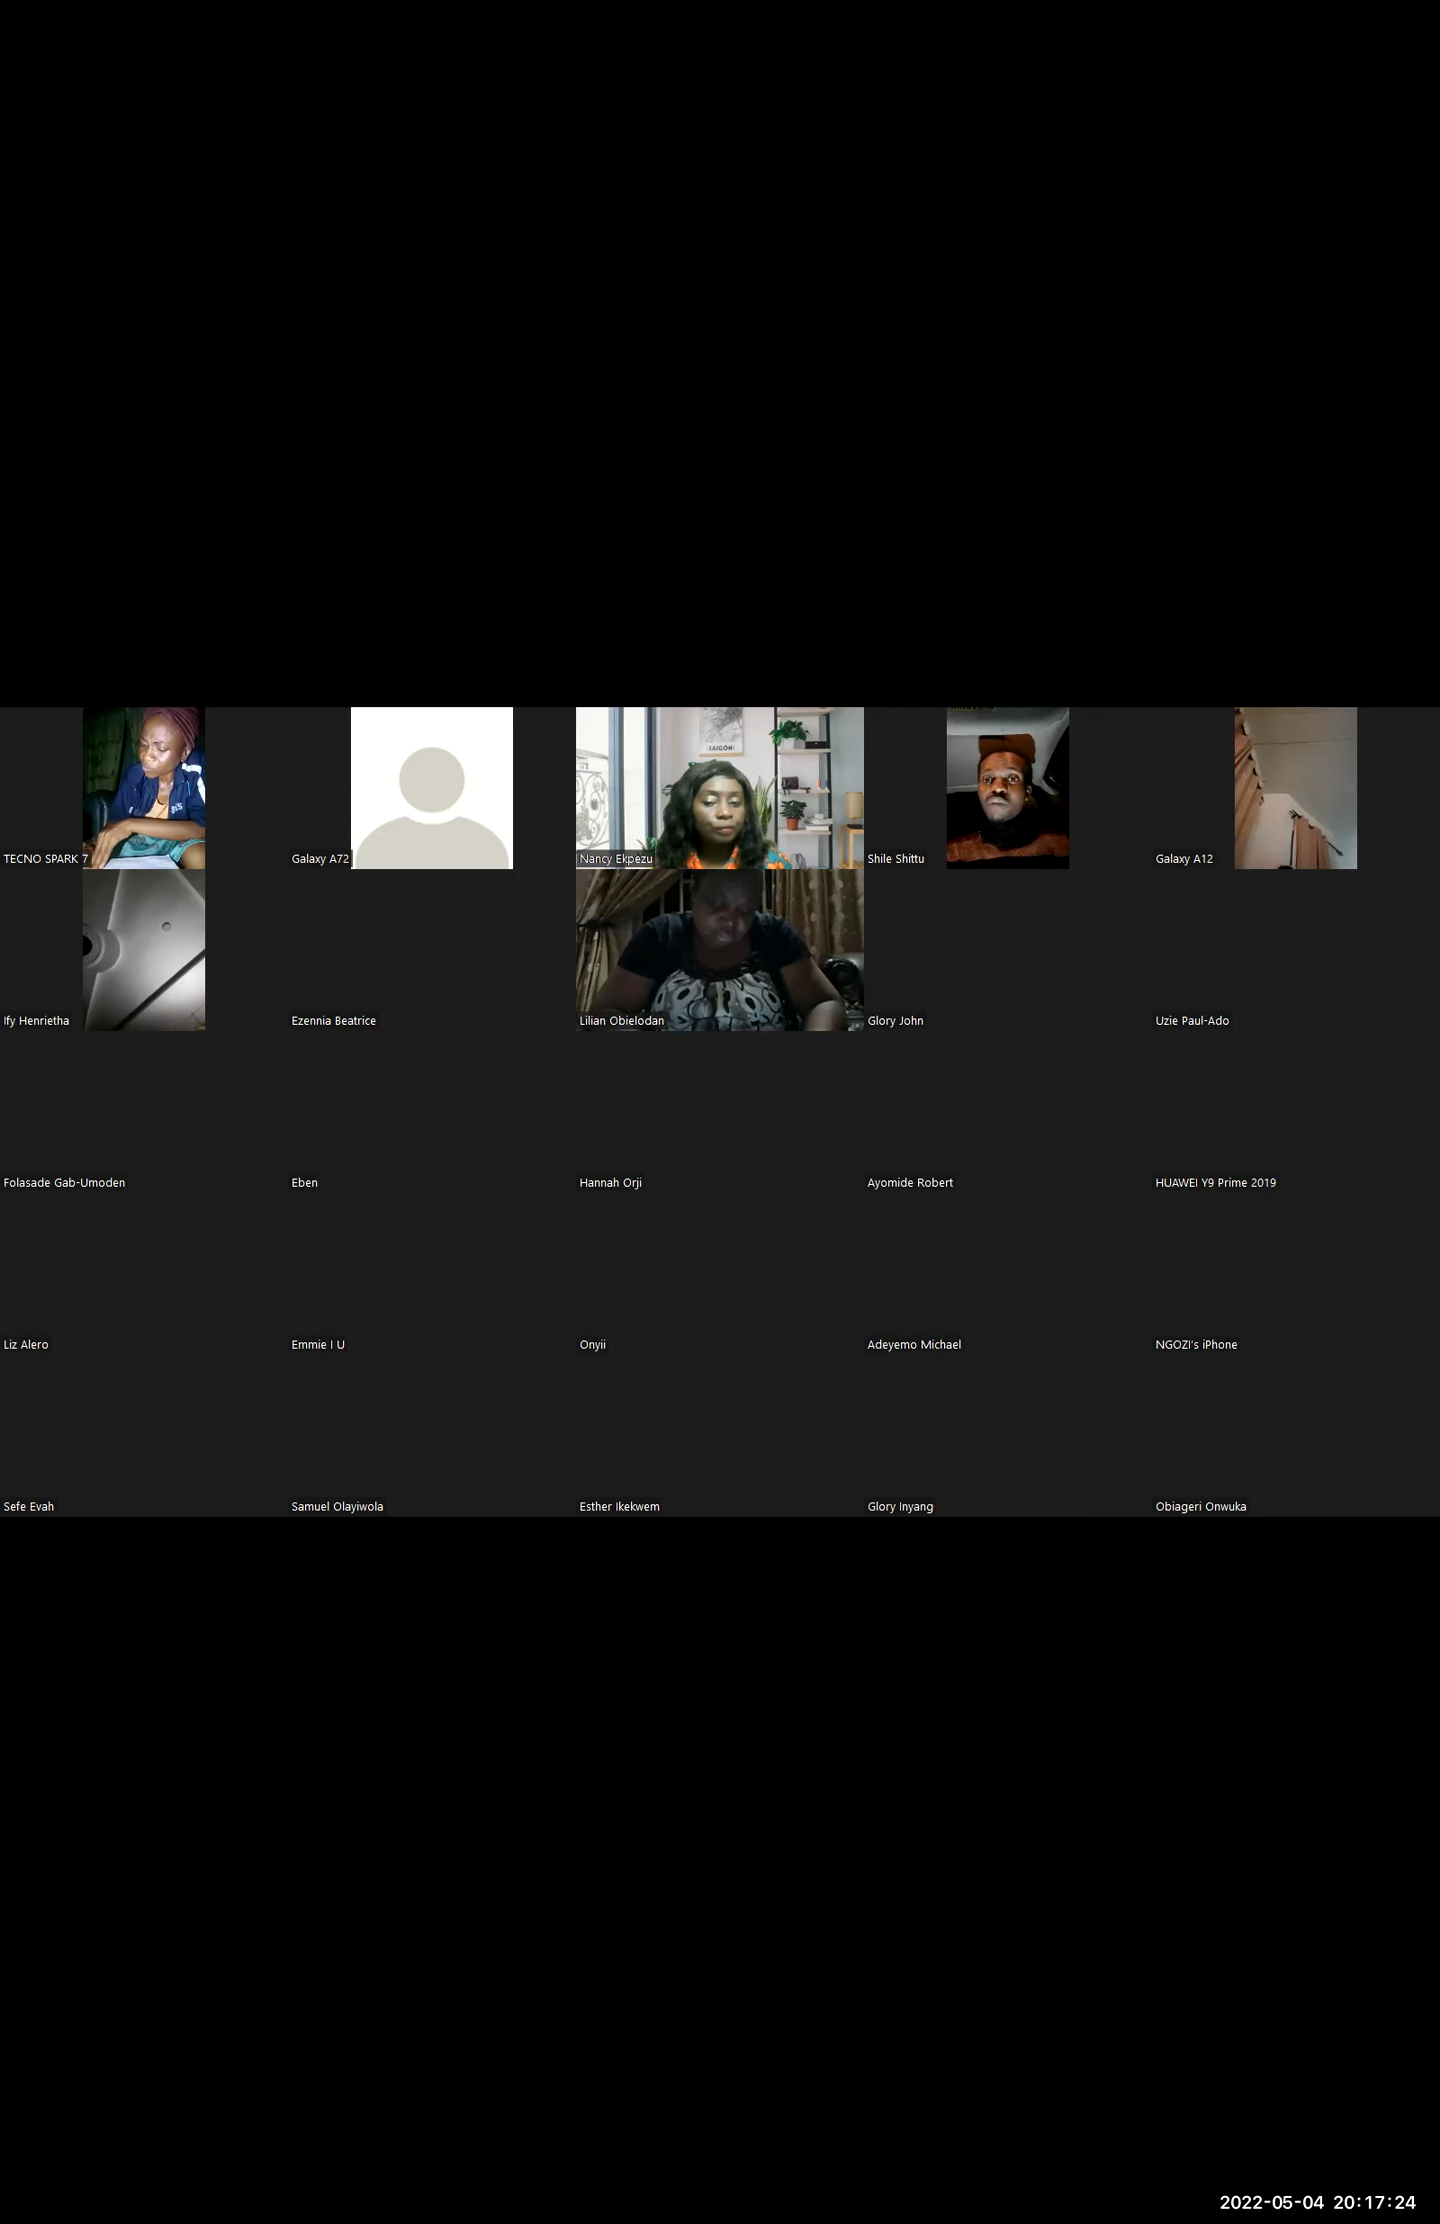 SAIGON
TECNO SPARK 7
Galaxy A72
Nancy Ekpezu
Shile Shittu
Galaxy A12
Ify Henrietha
Ezennia Beatrice
Lilian Obielodan
Glory John
Uzie Paul-Ado
Folasade Gab-Umoden
Eben
Hannah Orji
Ayomide Robert
HUAWEI Y9 Prime 2019
Liz Alero
Emmie I U
Onyii
Adeyemo Michael
NGOZI's iPhone
Sefe Evah
Samuel Olayiwola
Esther Ikekwem
Glory Inyang
Obiageri Onwuka
2022-05-04 20:17:24